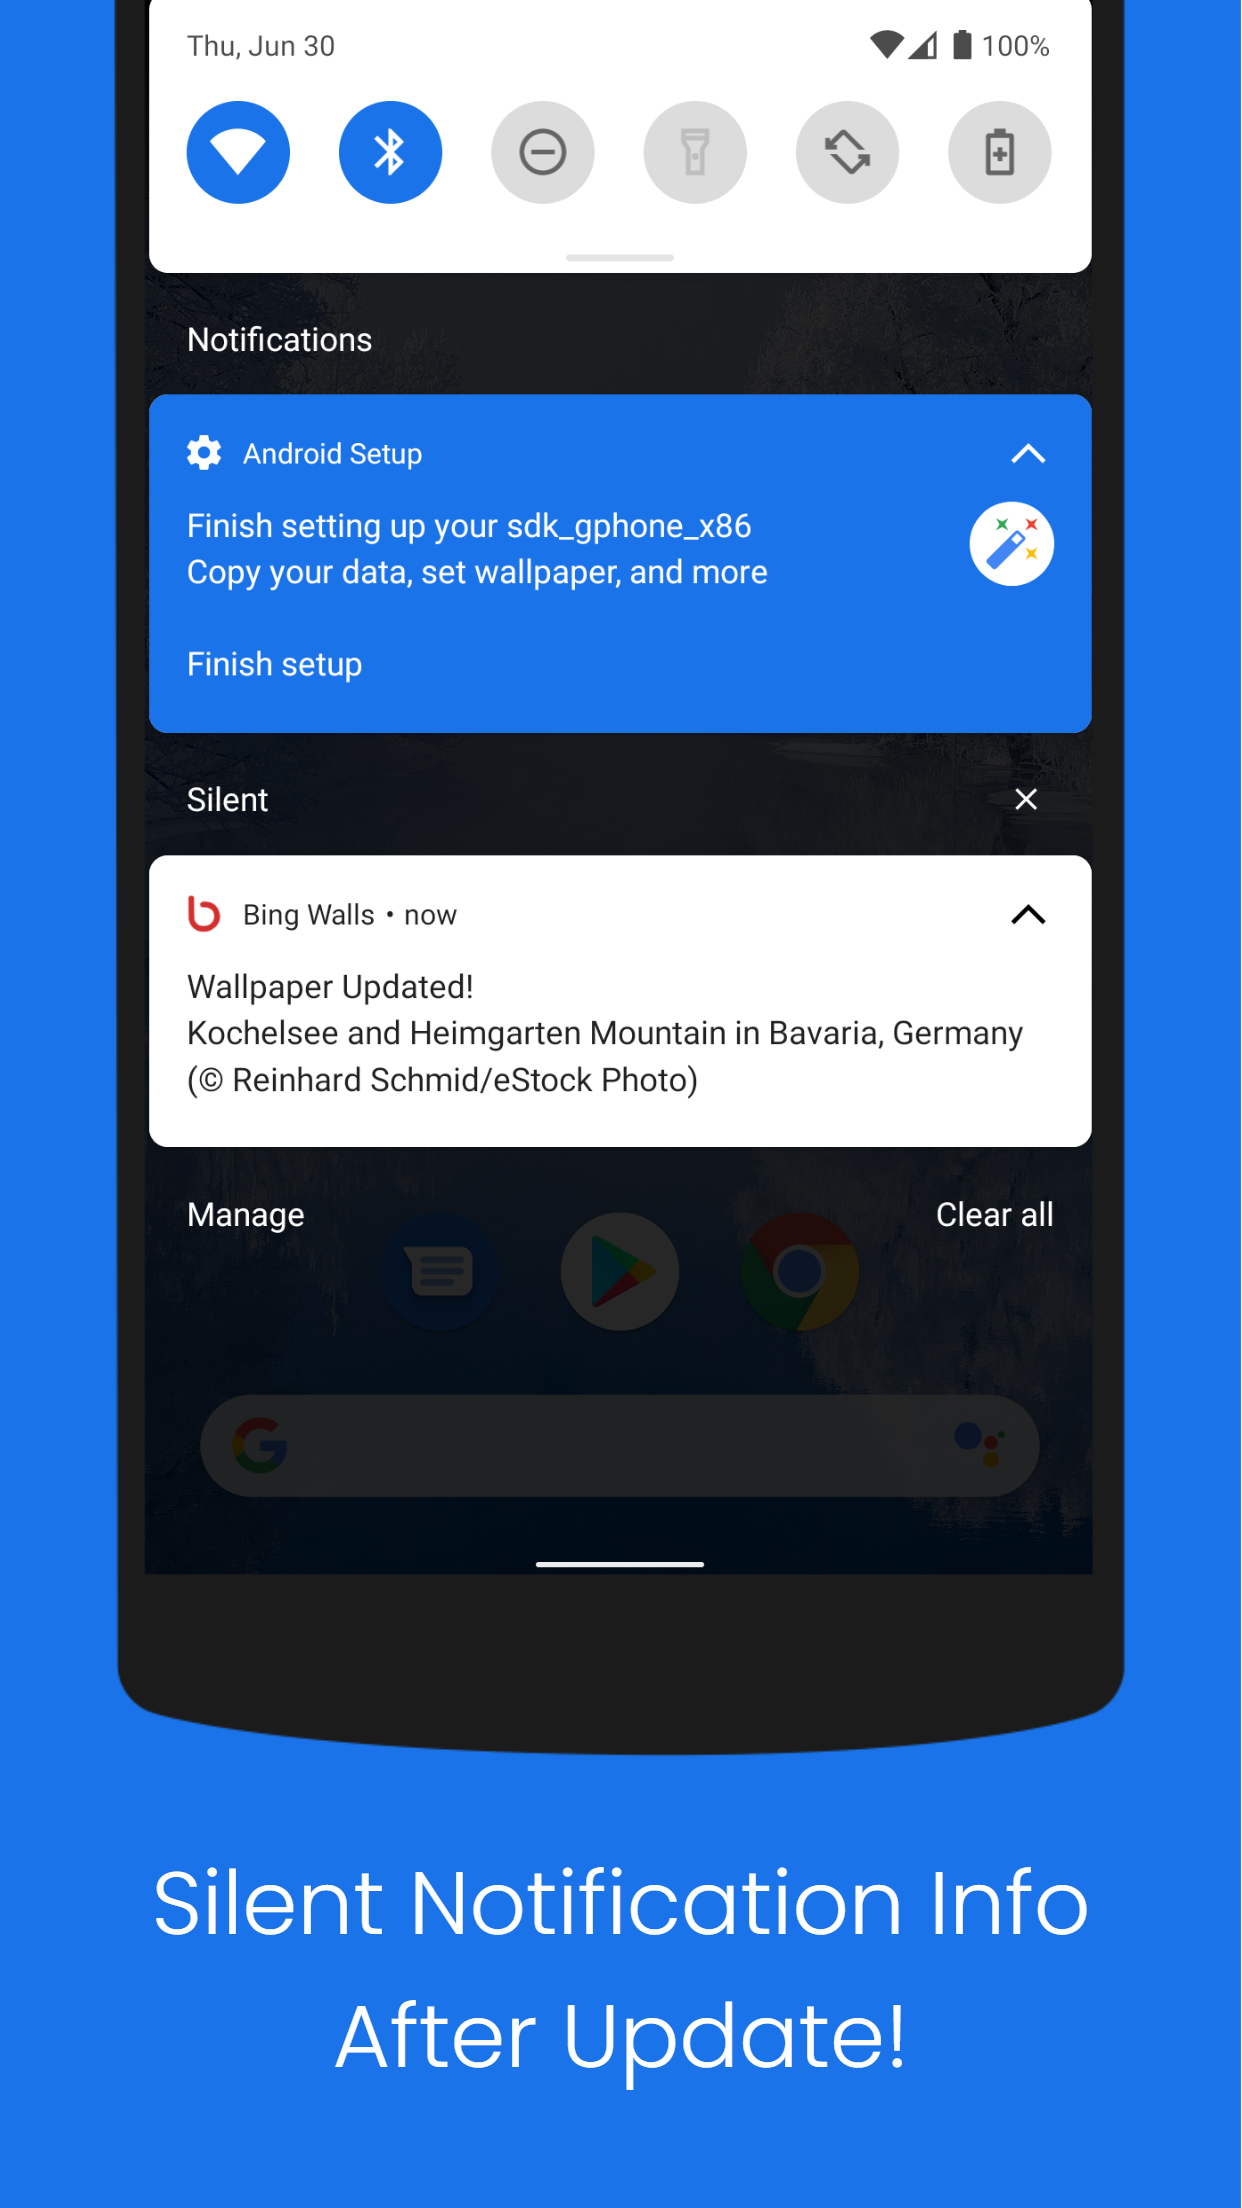 Thu, Jun 30
100%
Notifications
Android Setup
Finish setting up your sdk_gphone_x86
Copy your data, set wallpaper, and more
Finish setup
Silent
Bing Walls • now
Wallpaper Updated!
Kochelsee and Heimgarten Mountain in Bavaria, Germany
(© Reinhard Schmid/eStock Photo)
Manage
Clear all
Silent Notification Info
After Update!